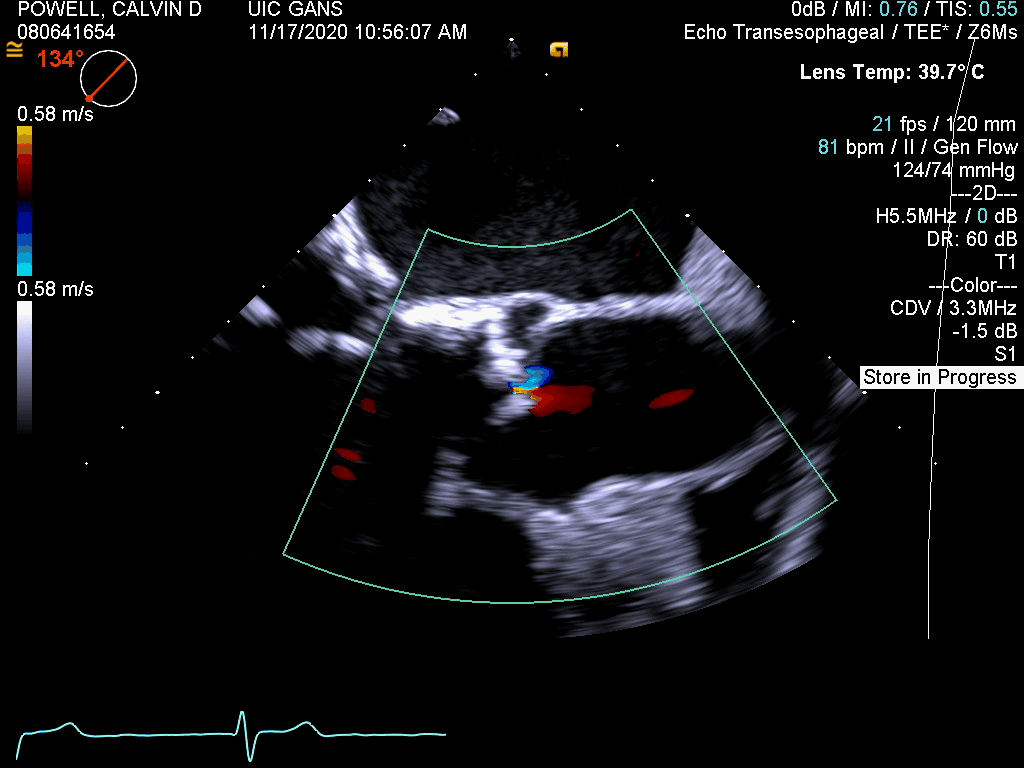 POWELL, CALVIN D
UIC GANS
0dB / MI: 0.76 / TIS: 0.55
080641654
11/17/2020 10:56:07 AM
Echo Transesophageal / TEE* / Z6Ms
134°
Lens Temp: 39.7° C
0.58 m/s
21 fps / 120 mm
81 bpm / II / Gen Flow
124/74 mmHg
---2D---
H5.5MHz / 0 dB
DR: 60 dB
T1
---Color---
0.58 m/s
CDV / 3.3MHz
-1.5 dB
S1
Store in Progress